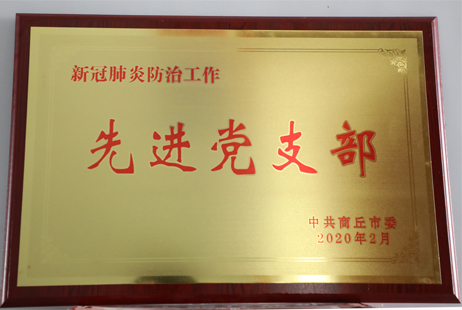 新冠肺炎防治工作
先进党支部
中共商丘市委
2020年2月